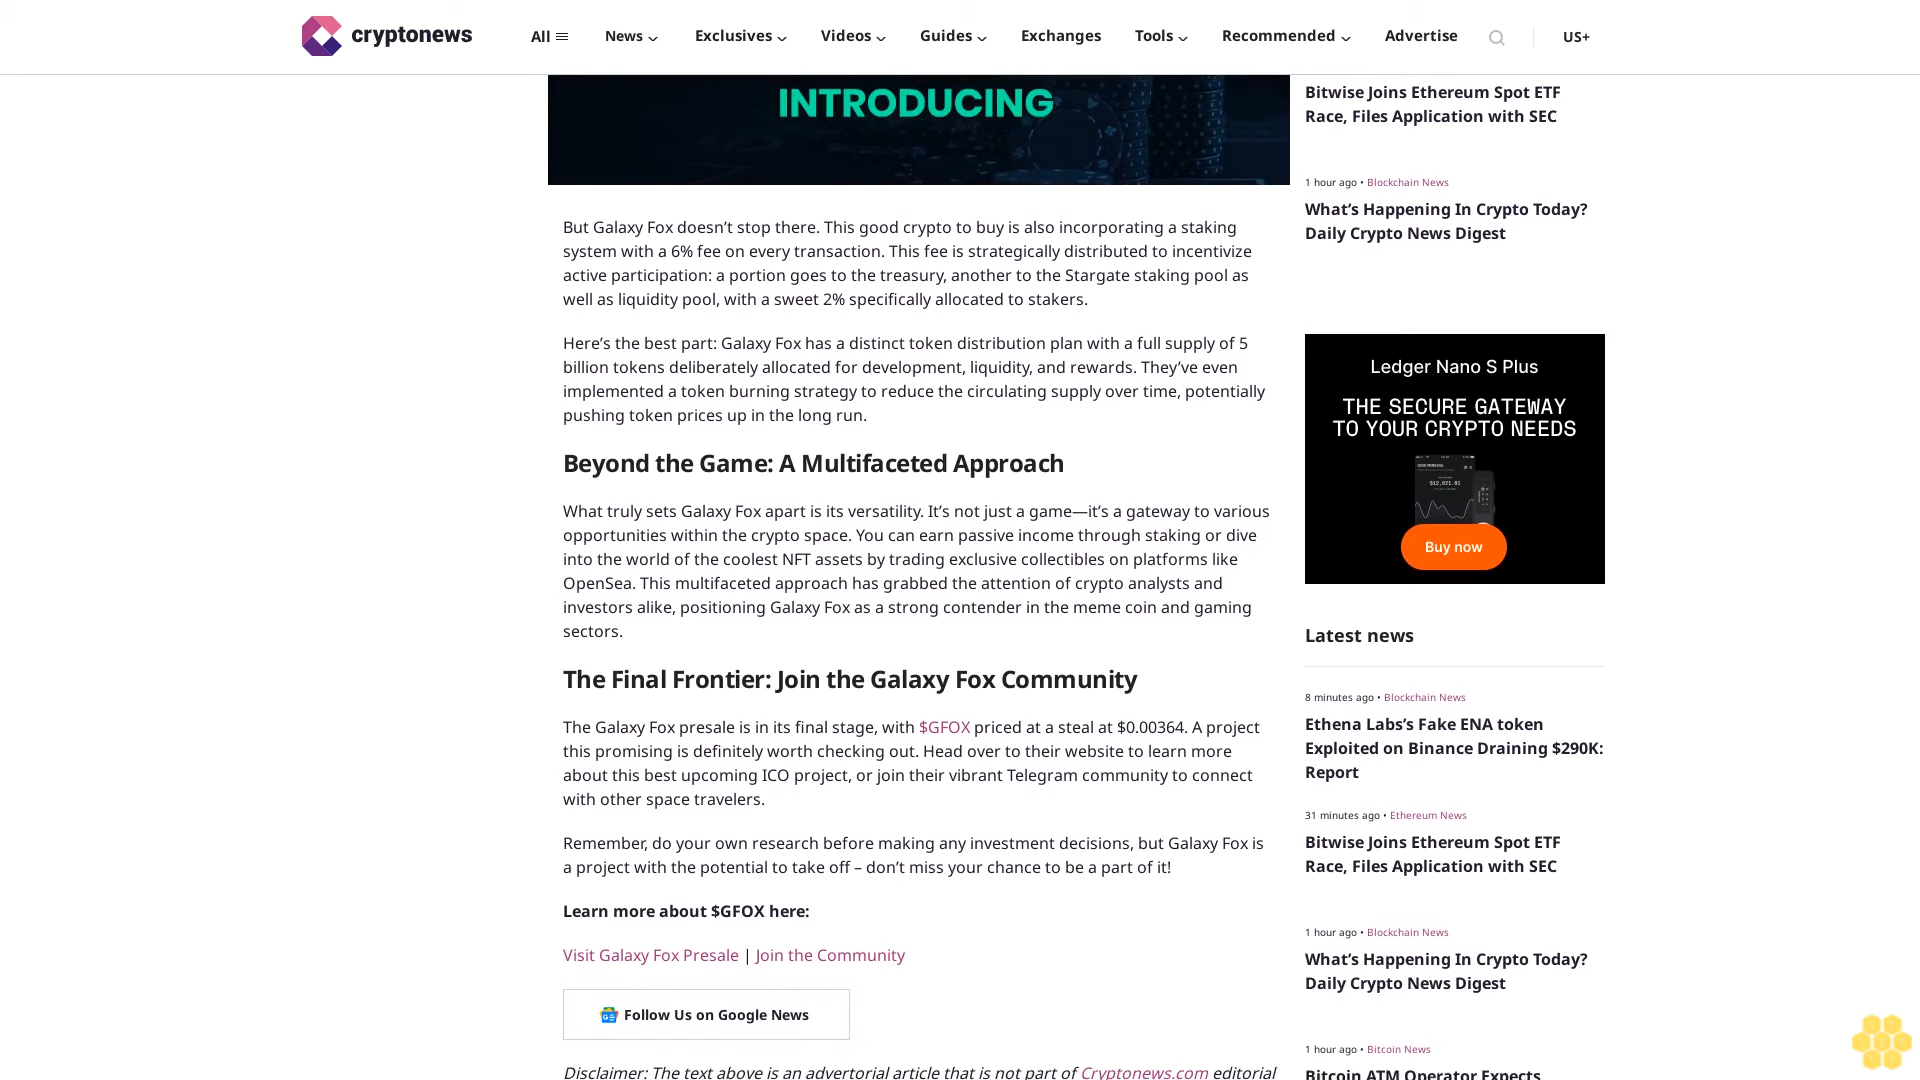 cryptonews
All
News
Exclusives
Videos
Guides
Exchanges
Tools
Recommended
Advertise
US+
INTRODUCING
But Galaxy Fox doesn’t stop there. This good crypto to buy is also incorporating a staking
system with a 6% fee on every transaction. This fee is strategically distributed to incentivize
active participation: a portion goes to the treasury, another to the Stargate staking pool as
well as liquidity pool, with a sweet 2% specifically allocated to stakers.
Here’s the best part: Galaxy Fox has a distinct token distribution plan with a full supply of 5
billion tokens deliberately allocated for development, liquidity, and rewards. They’ve even
implemented a token burning strategy to reduce the circulating supply over time, potentially
pushing token prices up in the long run.
Beyond the Game: A Multifaceted Approach
What truly sets Galaxy Fox apart is its versatility. It’s not just a game—it’s a gateway to various
opportunities within the crypto space. You can earn passive income through staking or dive
into the world of the coolest NFT assets by trading exclusive collectibles on platforms like
OpenSea. This multifaceted approach has grabbed the attention of crypto analysts and
investors alike, positioning Galaxy Fox as a strong contender in the meme coin and gaming
sectors.
The Final Frontier: Join the Galaxy Fox Community
The Galaxy Fox presale is in its final stage, with $GFOX priced at a steal at $0.00364. A project
this promising is definitely worth checking out. Head over to their website to learn more
about this best upcoming ICO project, or join their vibrant Telegram community to connect
with other space travelers.
Remember, do your own research before making any investment decisions, but Galaxy Fox is
a project with the potential to take off – don’t miss your chance to be a part of it!
Learn more about $GFOX here:
Visit Galaxy Fox Presale | Join the Community
Follow Us on Google News
Disclaimer: The text above is an advertorial article that is not part of Cryptonews.com editorial
Bitwise Joins Ethereum Spot ETF
Race, Files Application with SEC
1 hour ago • Blockchain News
What’s Happening In Crypto Today?
Daily Crypto News Digest
Ledger Nano S Plus
THE SECURE GATEWAY
TO YOUR CRYPTO NEEDS
$12,021.01
Buy now
Latest news
8 minutes ago • Blockchain News
Ethena Labs’s Fake ENA token
Exploited on Binance Draining $290K:
Report
31 minutes ago • Ethereum News
Bitwise Joins Ethereum Spot ETF
Race, Files Application with SEC
1 hour ago • Blockchain News
What’s Happening In Crypto Today?
Daily Crypto News Digest
1 hour ago • Bitcoin News
Bitcoin ATM Operator Expects